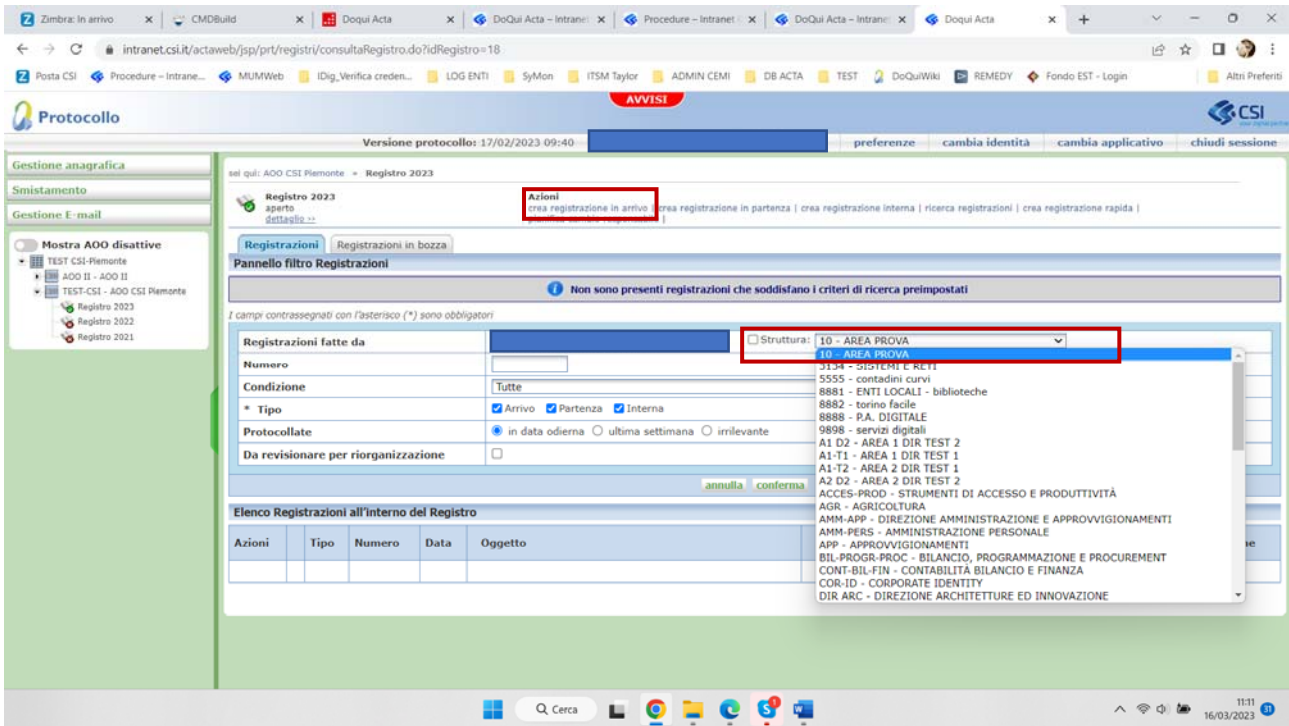 Zimbra: In arrivo
CMDBuild
Doqui Acta
DoQui Acta – Intrane
Procedure – Intranet
DoQui Acta – Intrane
Doqui Acta
intranet.csi.it/actaweb/jsp/prt/registri/consultaRegistro.do?idRegistro=18
Posta CSI
Procedure – Intrane...
MUMWeb
IDig_Verifica creden...
LOG ENTI
SyMon
ITSM Taylor
ADMIN CEMI
DB ACTA
TEST
DoQuiWiki
REMEDY
Fondo EST - Login
Altri Preferiti
AVVISI
Protocollo
CSI
Versione protocollo: 17/02/2023 09:40
preferenze
cambia identità
cambia applicativo
chiudi sessione
Gestione anagrafica
Smistamento
Gestione E-mail
Mostra AOO disattive
TEST CSI-Piemonte
AOO II - AOO II
TEST-CSI - AOO CSI Piemonte
Registro 2023
Registro 2022
Registro 2021
sei qui: AOO CSI Piemonte » Registro 2023
Registro 2023
aperto
dettaglio >>
Azioni
crea registrazione in arrivo | crea registrazione in partenza | crea registrazione interna | ricerca registrazioni | crea registrazione rapida |
pianifica cambio responsabile |
Registrazioni
Registrazioni in bozza
Pannello filtro Registrazioni
Non sono presenti registrazioni che soddisfano i criteri di ricerca preimpostati
I campi contrassegnati con l'asterisco (*) sono obbligatori
Registrazioni fatte da
Struttura: 10 - AREA PROVA
Numero
Condizione
Tutte
* Tipo
Arrivo Partenza Interna
Protocollate
in data odierna ultima settimana irrilevante
Da revisionare per riorganizzazione
annulla conferma
10 - AREA PROVA
3134 - SISTEMI E RETI
5555 - contadini curvi
8881 - ENTI LOCALI - biblioteche
8882 - torino facile
8888 - P.A. DIGITALE
9898 - servizi digitali
A1 D2 - AREA 1 DIR TEST 2
A1-T1 - AREA 1 DIR TEST 1
A1-T2 - AREA 2 DIR TEST 1
A2 D2 - AREA 2 DIR TEST 2
ACCES-PROD - STRUMENTI DI ACCESSO E PRODUTTIVITÀ
AGR - AGRICOLTURA
AMM-APP - DIREZIONE AMMINISTRAZIONE E APPROVVIGIONAMENTI
AMM-PERS - AMMINISTRAZIONE PERSONALE
APP - APPROVVIGIONAMENTI
BIL-PROGR-PROC - BILANCIO, PROGRAMMAZIONE E PROCUREMENT
CONT-BIL-FIN - CONTABILITÀ BILANCIO E FINANZA
COR-ID - CORPORATE IDENTITY
DIR ARC - DIREZIONE ARCHITETTURE ED INNOVAZIONE
Elenco Registrazioni all'interno del Registro
Azioni
Tipo
Numero
Data
Oggetto
Cerca
11:11
16/03/2023